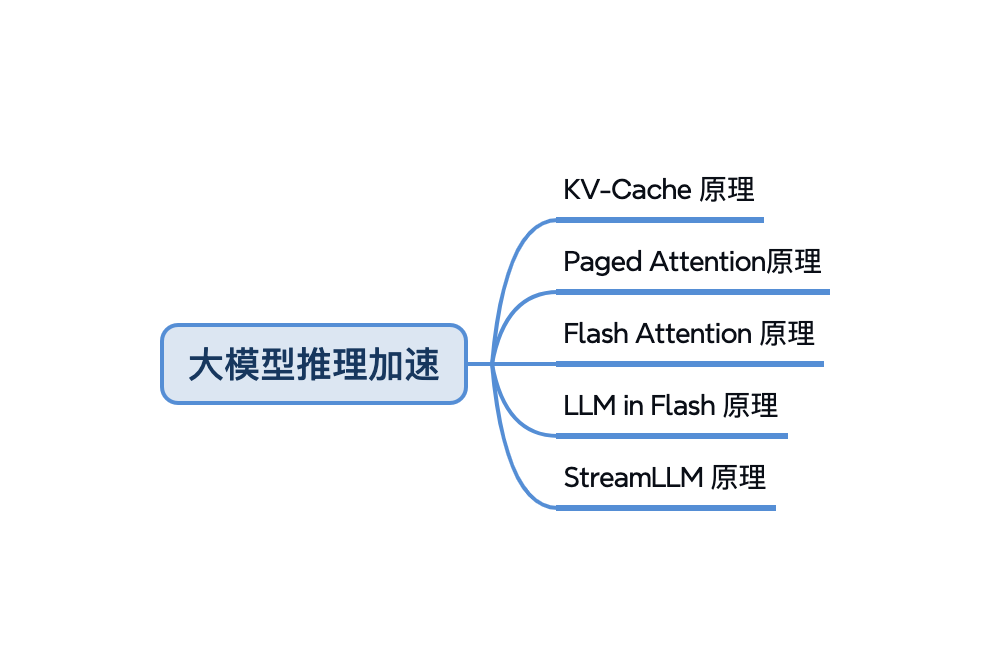 KV-Cache 原理
Paged Attention原理
Flash Attention 原理
大模型推理加速
LLM in Flash 原理
StreamLLM 原理